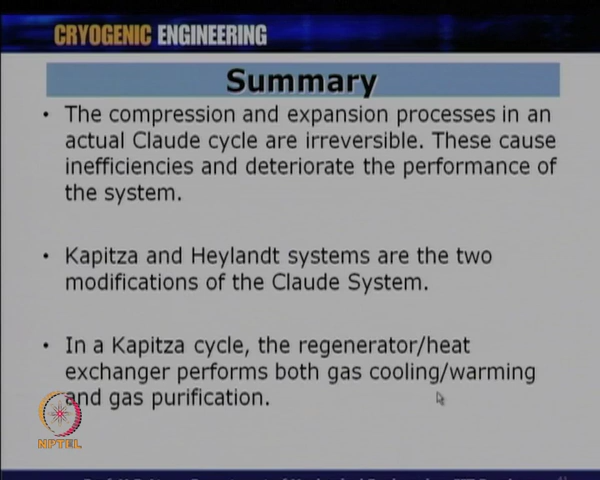 CRYOGENIC ENGINEERING
Summary
• The compression and expansion processes in an
actual Claude cycle are irreversible. These cause
inefficiencies and deteriorate the performance of
the system.
• Kapitza and Heylandt systems are the two
modifications of the Claude System.
• In a Kapitza cycle, the regenerator/heat
exchanger performs both gas cooling/warming
and gas purification.
NPTEL